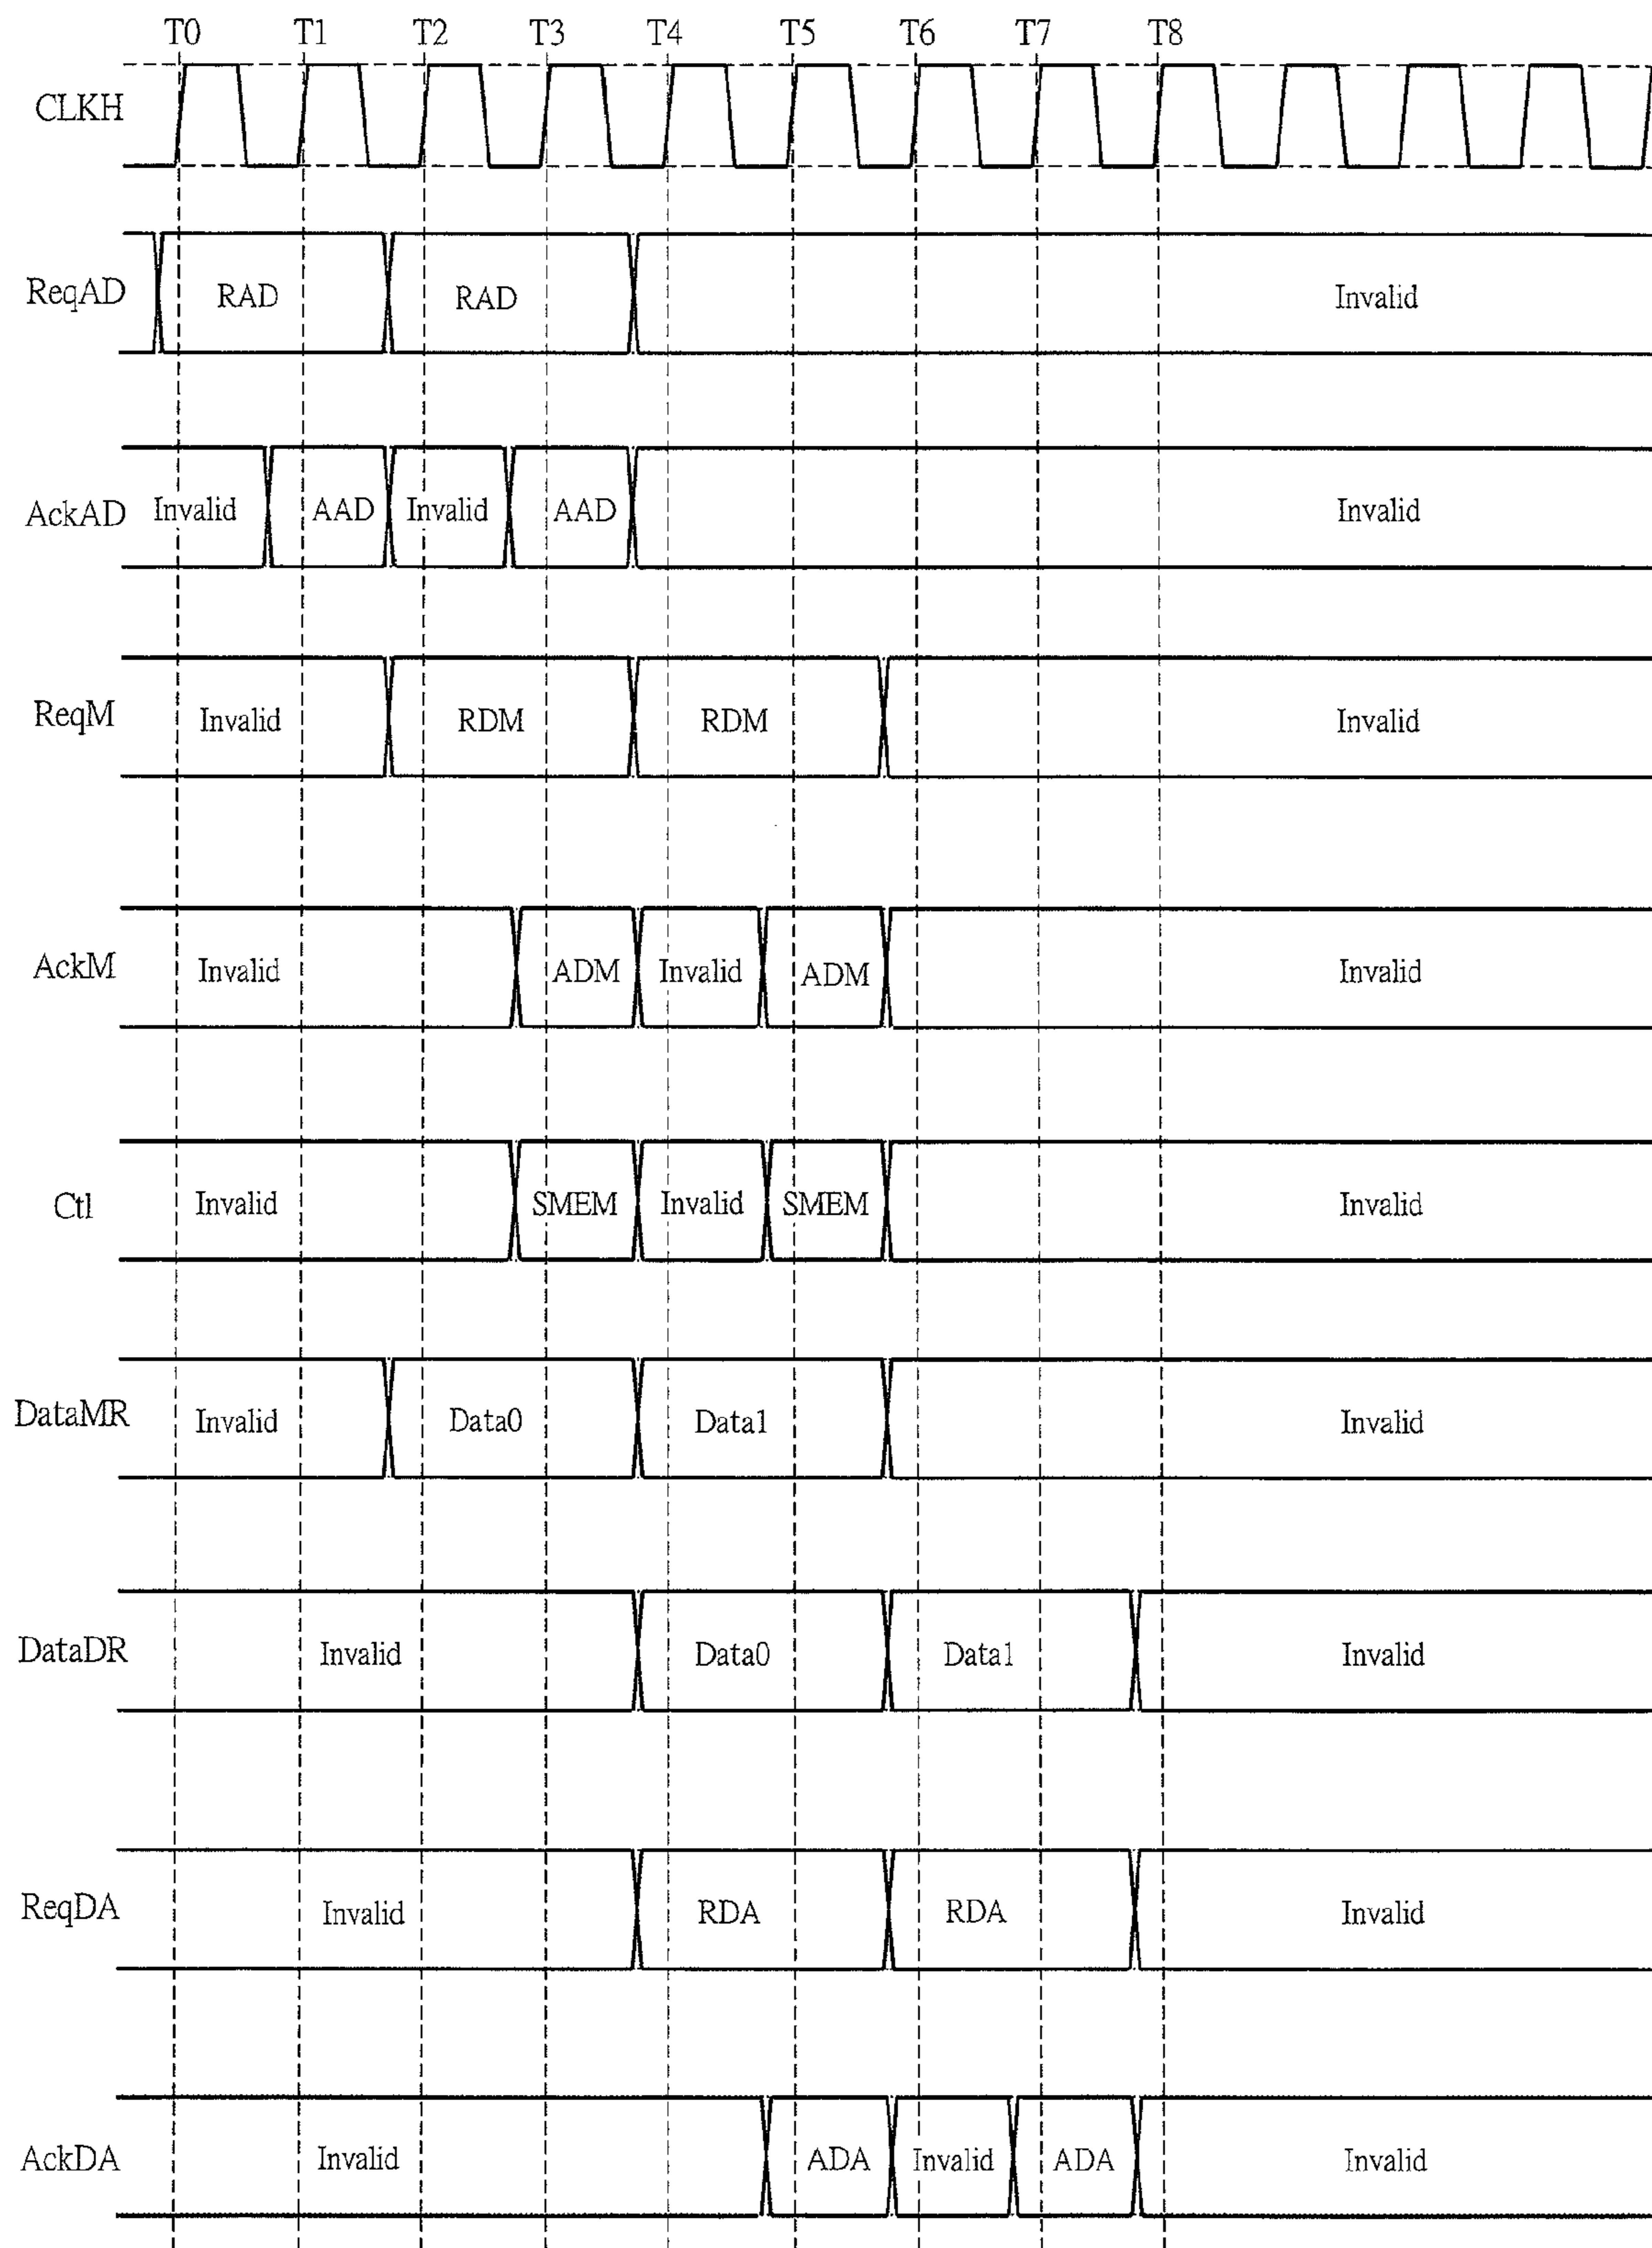 T0 T1 T2 T3 T4 T5 T6 T7 T8
CLKH
ReqAD RAD RAD Invalid
AckAD Invalid AAD Invalid AAD Invalid
ReqM Invalid RDM RDM Invalid
AckM Invalid ADM Invalid ADM Invalid
Ctl Invalid SMEM Invalid SMEM Invalid
DataMR Invalid Data0 Data1 Invalid
DataDR Invalid Data0 Data1 Invalid
ReqDA Invalid RDA RDA Invalid
AckDA Invalid ADA Invalid ADA Invalid